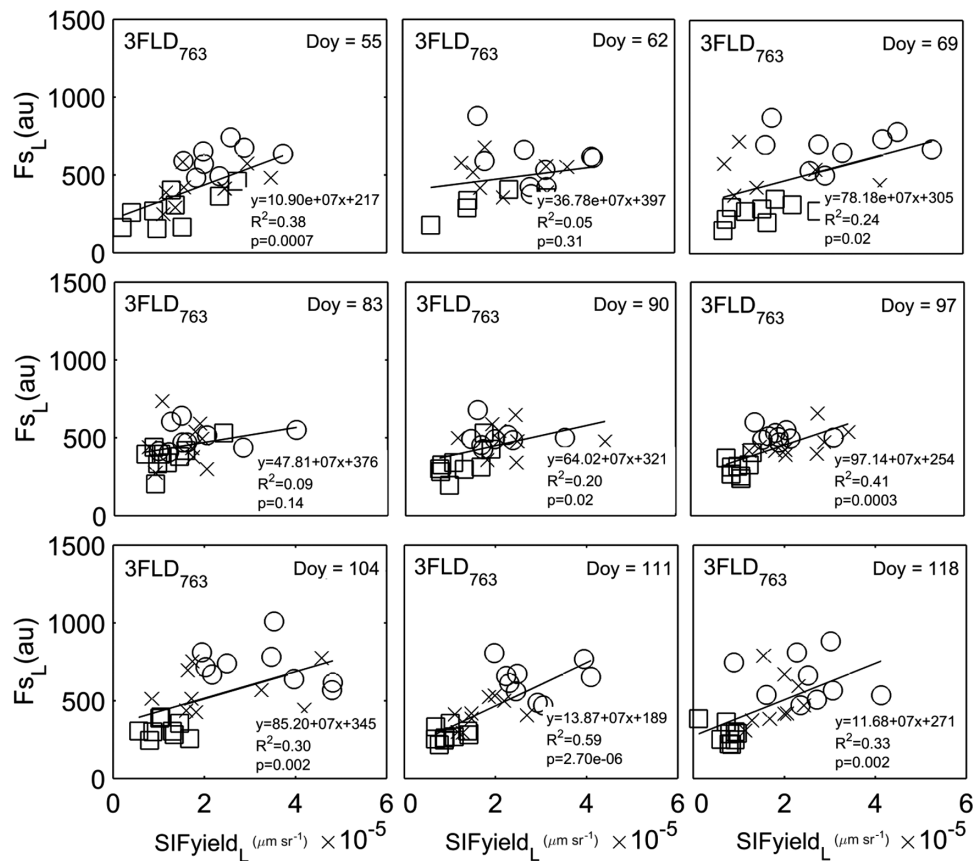 1500
3FLD763 Doy = 55
3FLD763 Doy = 62
3FLD763 Doy = 69
1000
FsL(au)
500
y=10.90e+07x+217
R2=0.38
p=0.0007
y=36.78e+07x+397
R2=0.05
p=0.31
y=78.18e+07x+305
R2=0.24
p=0.02
0
1500
3FLD763 Doy = 83
3FLD763 Doy = 90
3FLD763 Doy = 97
1000
FsL(au)
500
y=47.81+07x+376
R2=0.09
p=0.14
y=64.02+07x+321
R2=0.20
p=0.02
y=97.14+07x+254
R2=0.41
p=0.0003
0
1500
3FLD763 Doy = 104
3FLD763 Doy = 111
3FLD763 Doy = 118
1000
FsL(au)
500
y=85.20+07x+345
R2=0.30
p=0.002
y=13.87+07x+189
R2=0.59
p=2.70e-06
y=11.68+07x+271
R2=0.33
p=0.002
0
0 2 4 6 0 2 4 6 0 2 4 6
SIFyieldL (μm sr-1) × 10-5 SIFyieldL (μm sr-1) × 10-5 SIFyieldL (μm sr-1) × 10-5